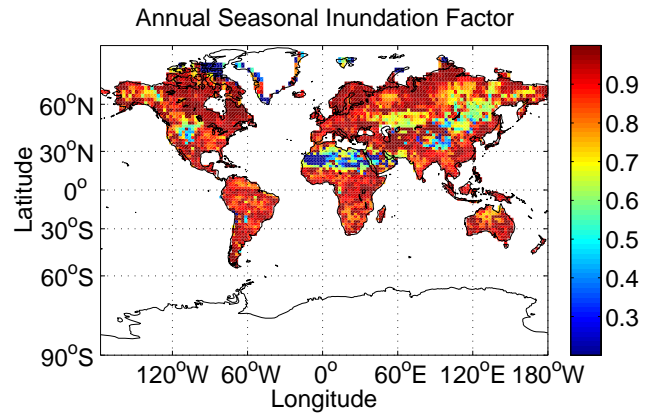 Annual Seasonal Inundation Factor
Latitude
60°N
30°N
0°
30°S
60°S
90°S
120°W 60°W 0° 60°E 120°E 180°W
Longitude
0.9
0.8
0.7
0.6
0.5
0.4
0.3